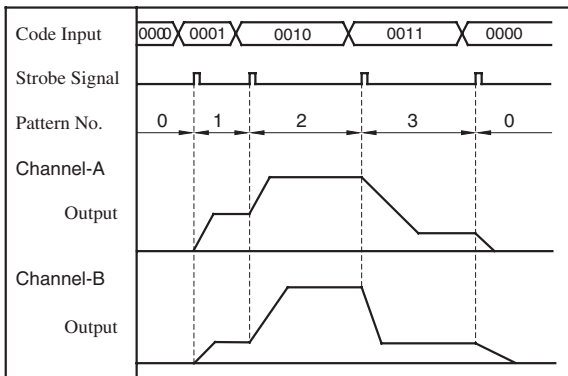 Code Input 0000 0001 0010 0011 0000
Strobe Signal
Pattern No. 0 1 2 3 0
Channel-A
Output
Channel-B
Output